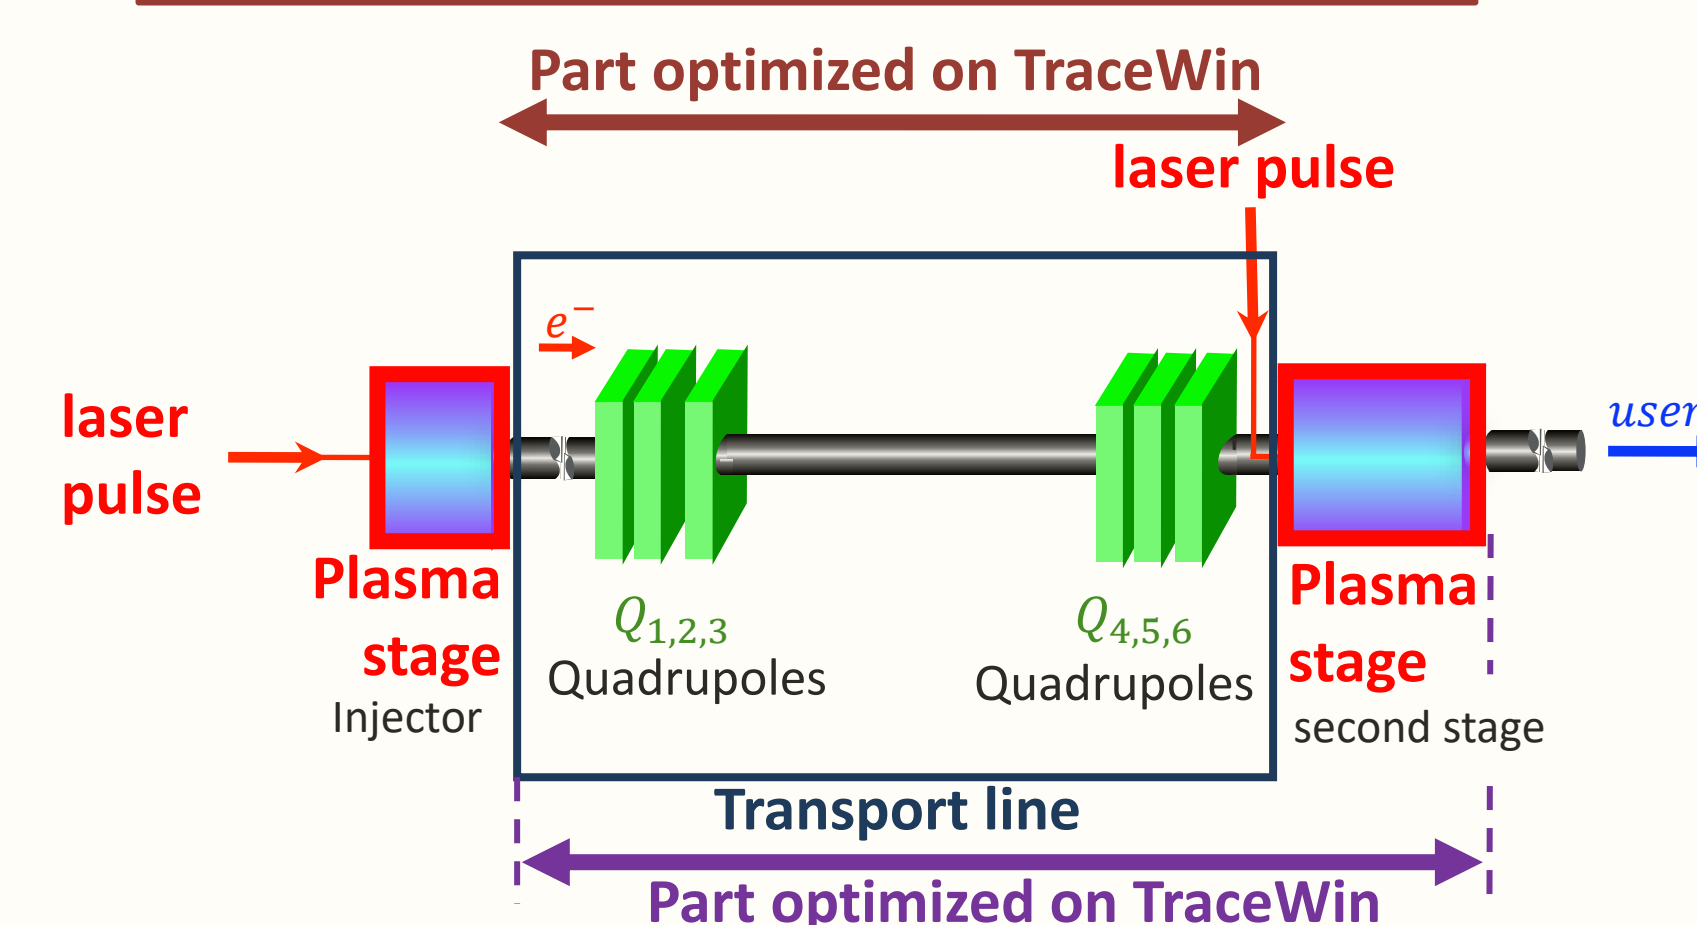 Part optimized on TraceWin
laser pulse
e⁻
laser
pulse
user
Plasma
stage
Injector
Q₁,₂,₃
Quadrupoles
Q₄,₅,₆
Quadrupoles
Plasma
stage
second stage
Transport line
Part optimized on TraceWin